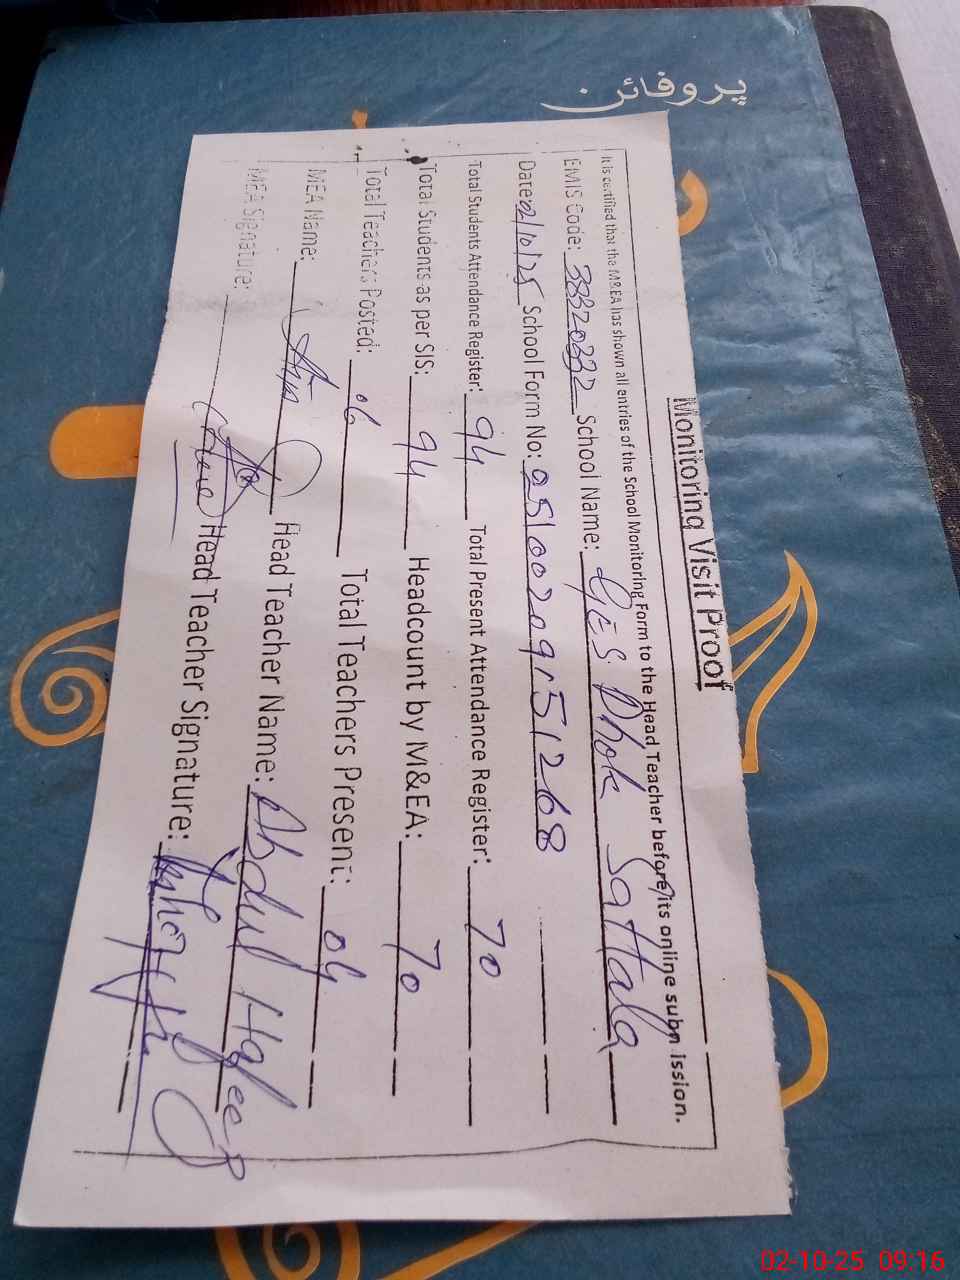 پروفائن
Monitoring Visit Proof
It is certified that the M&EA has shown all entries of the School Monitoring Form to the Head Teacher before its online submission.
EMIS Code: 38320332 School Name: GES Dhok Sattala
Date: 02/10/25 School Form No: 05100209151268
Total Students Attendance Register: 94 Total Present Attendance Register: 70
Total Students as per SIS: 94 Headcount by M&EA: 70
Total Teachers Posted: 06 Total Teachers Present: 04
MEA Name: Head Teacher Name: Abdul Hafeez
MEA Signature: Head Teacher Signature:
02-10-25 09:16